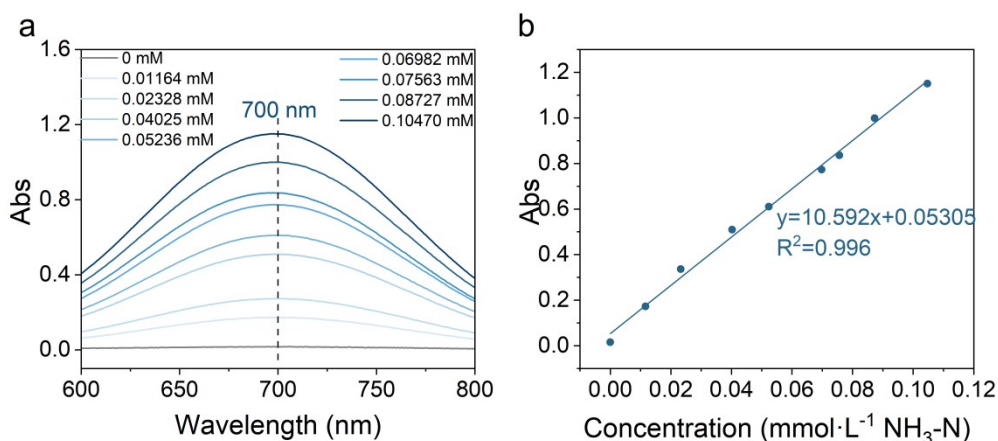 a
1.6
1.2
0.8
0.4
0.0
Abs
0 mM
0.01164 mM
0.02328 mM
0.04025 mM
0.05236 mM
0.06982 mM
0.07563 mM
0.08727 mM
0.10470 mM
700 nm
600
650
700
750
800
Wavelength (nm)
b
1.2
1.0
0.8
0.6
0.4
0.2
0.0
Abs
y=10.592x+0.05305
R²=0.996
0.00
0.02
0.04
0.06
0.08
0.10
0.12
Concentration (mmol·L⁻¹ NH₃-N)